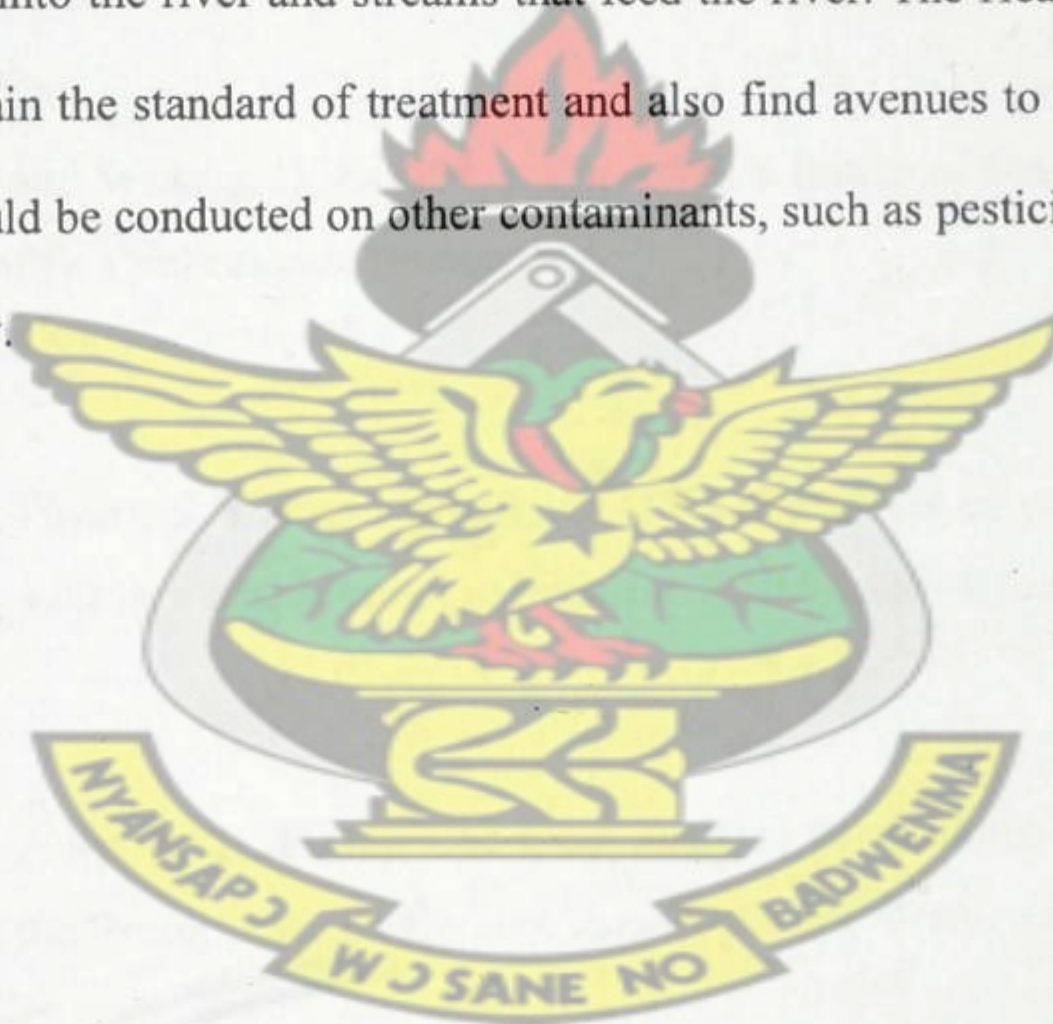 into the river and streams that feed the river. The
in the standard of treatment and also find avenues to
ld be conducted on other contaminants, such as
NYANSAPƆ
WƆSANE NO
BADWENMA